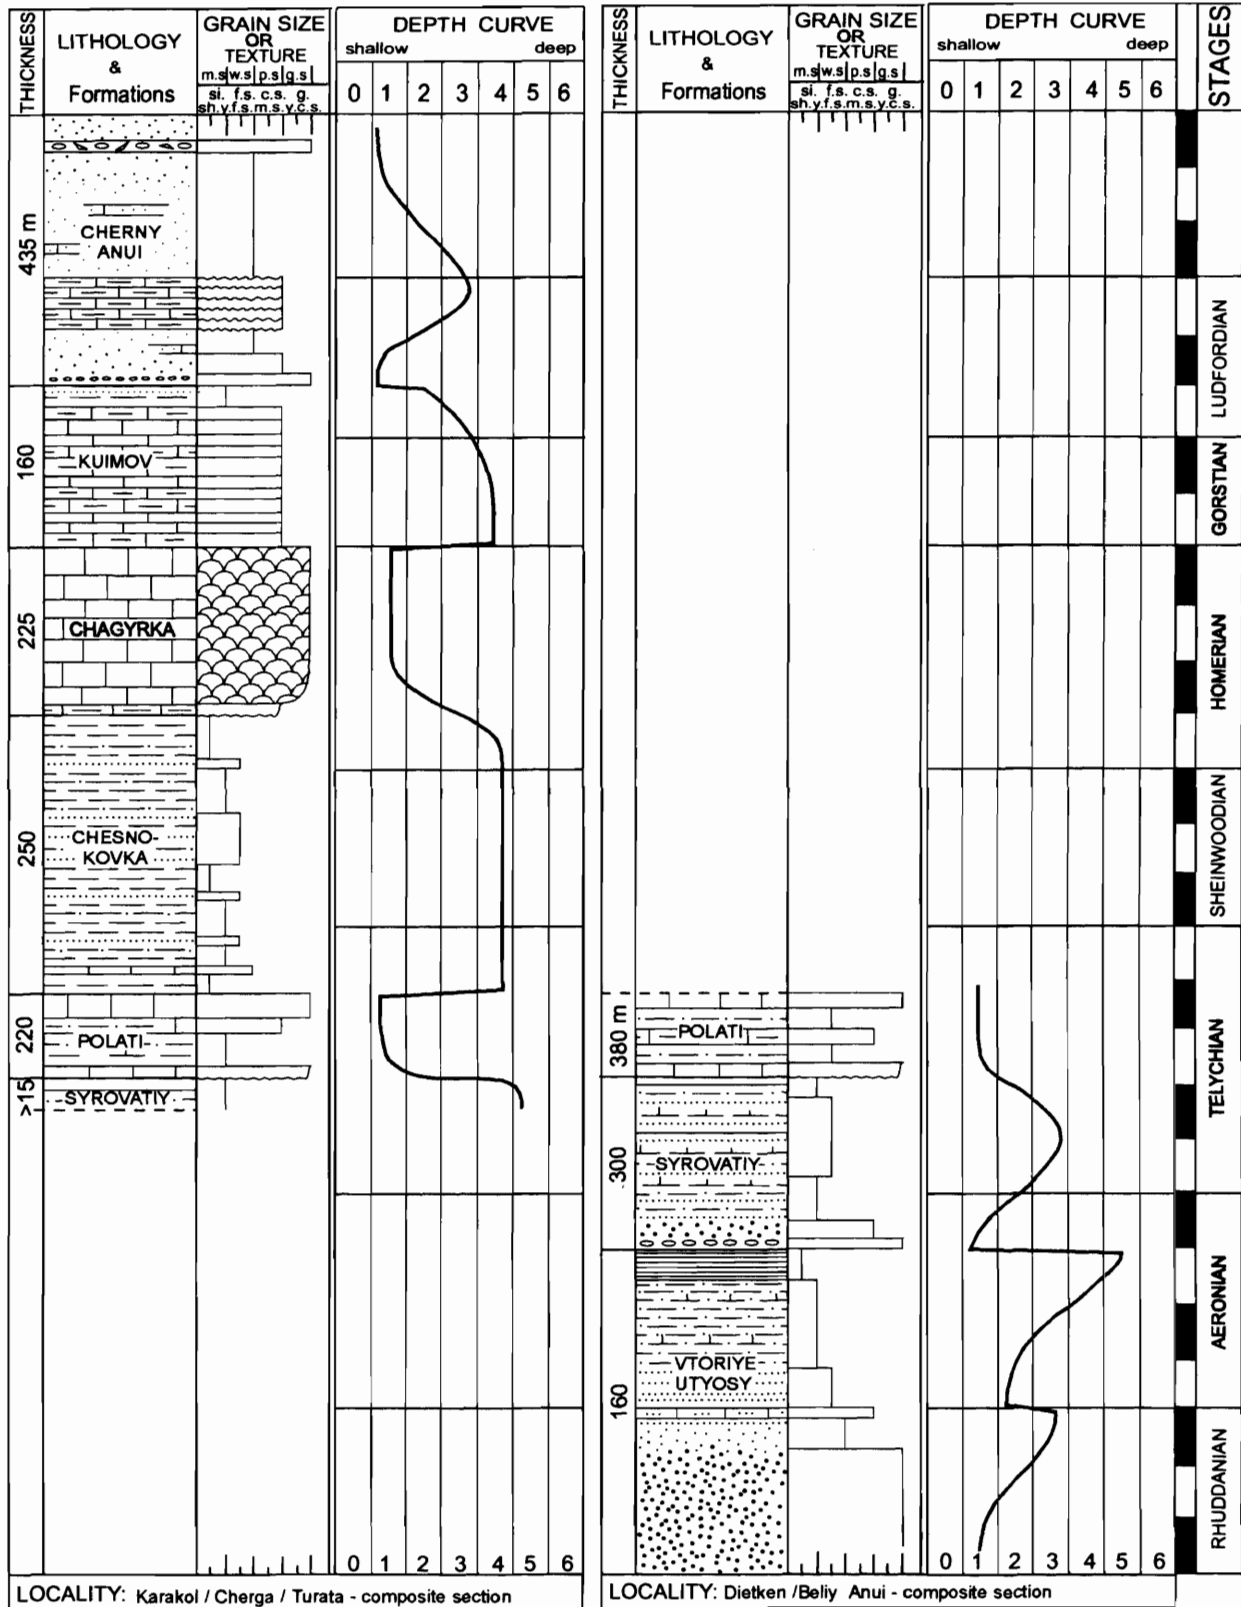 THICKNESS
LITHOLOGY
&
Formations
GRAIN SIZE
OR
TEXTURE
m.s w.s p.s g.s
si. f.s. c.s. g.
sh.y.f.s.m.s.y.c.s.
DEPTH CURVE
shallow deep
0 1 2 3 4 5 6
435 m
CHERNY
ANUI
160
KUIMOV
225
CHAGYRKA
250
CHESNO-
KOVKA
220
POLATI
>15
SYROVATIY
0 1 2 3 4 5 6
LOCALITY: Karakol / Cherga / Turata - composite section
THICKNESS
LITHOLOGY
&
Formations
GRAIN SIZE
OR
TEXTURE
m.s w.s p.s g.s
si. f.s. c.s. g.
sh.y.f.s.m.s.y.c.s.
DEPTH CURVE
shallow deep
0 1 2 3 4 5 6
380 m
POLATI
300
SYROVATIY
160
VTORIYE
UTYOSY
0 1 2 3 4 5 6
LOCALITY: Dietken /Beliy Anui - composite section
STAGES
LUDFORDIAN
GORSTIAN
HOMERIAN
SHEINWOODIAN
TELYCHIAN
AERONIAN
RHUDDANIAN